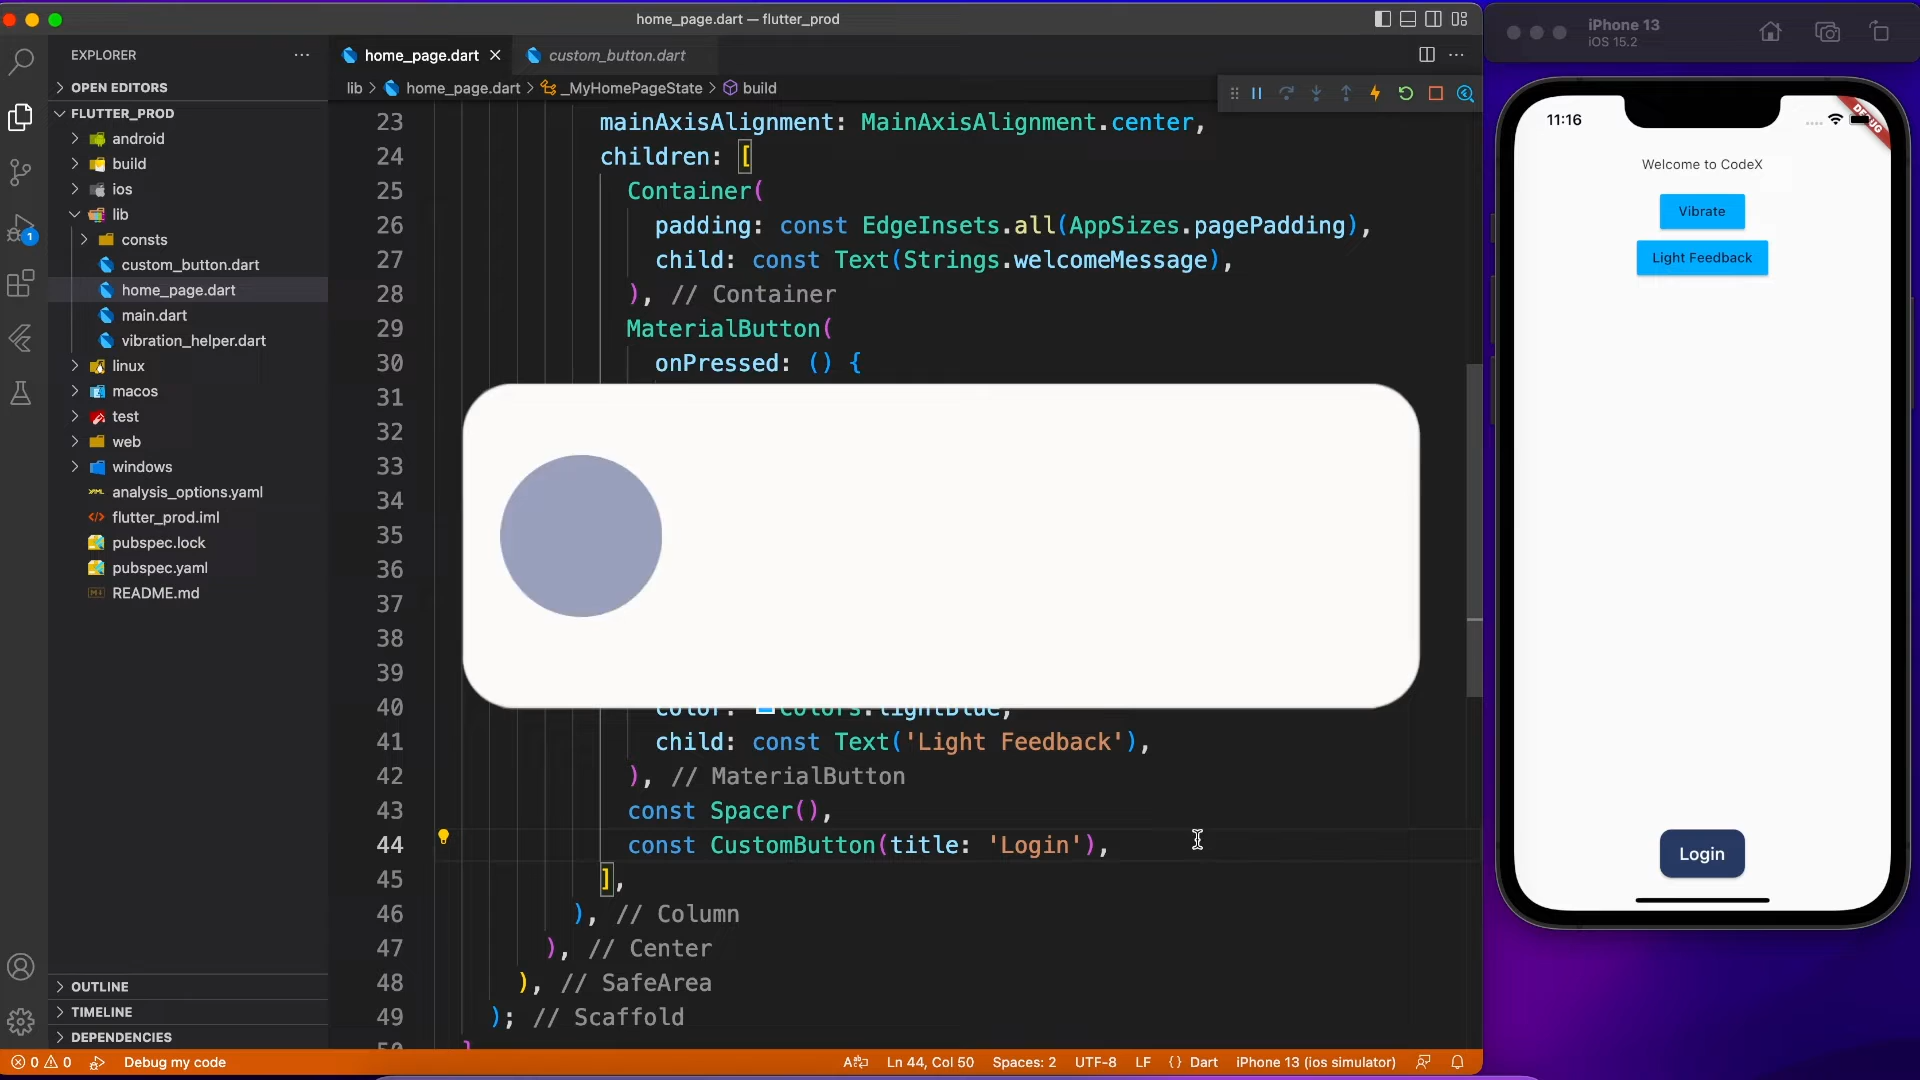 home_page.dart — flutter_prod
EXPLORER
OPEN EDITORS
FLUTTER_PROD
android
build
ios
lib
consts
custom_button.dart
home_page.dart
main.dart
vibration_helper.dart
linux
macos
test
web
windows
analysis_options.yaml
flutter_prod.iml
pubspec.lock
pubspec.yaml
README.md
OUTLINE
TIMELINE
DEPENDENCIES
home_page.dart
custom_button.dart
lib > home_page.dart > _MyHomePageState > build
23 mainAxisAlignment: MainAxisAlignment.center,
24 children: [
25 Container(
26 padding: const EdgeInsets.all(AppSizes.pagePadding),
27 child: const Text(Strings.welcomeMessage),
28 ), // Container
29 MaterialButton(
30 onPressed: () {
31
32
33
34
35
36
37
38
39
40 color: Colors.lightBlue,
41 child: const Text('Light Feedback'),
42 ), // MaterialButton
43 const Spacer(),
44 const CustomButton(title: 'Login'),
45 ],
46 ), // Column
47 ), // Center
48 ), // SafeArea
49 ); // Scaffold
50 }
0 0 Debug my code
Ln 44, Col 50 Spaces: 2 UTF-8 LF {} Dart iPhone 13 (ios simulator)
1
iPhone 13
iOS 15.2
11:16
DEBUG
Welcome to CodeX
Vibrate
Light Feedback
Login